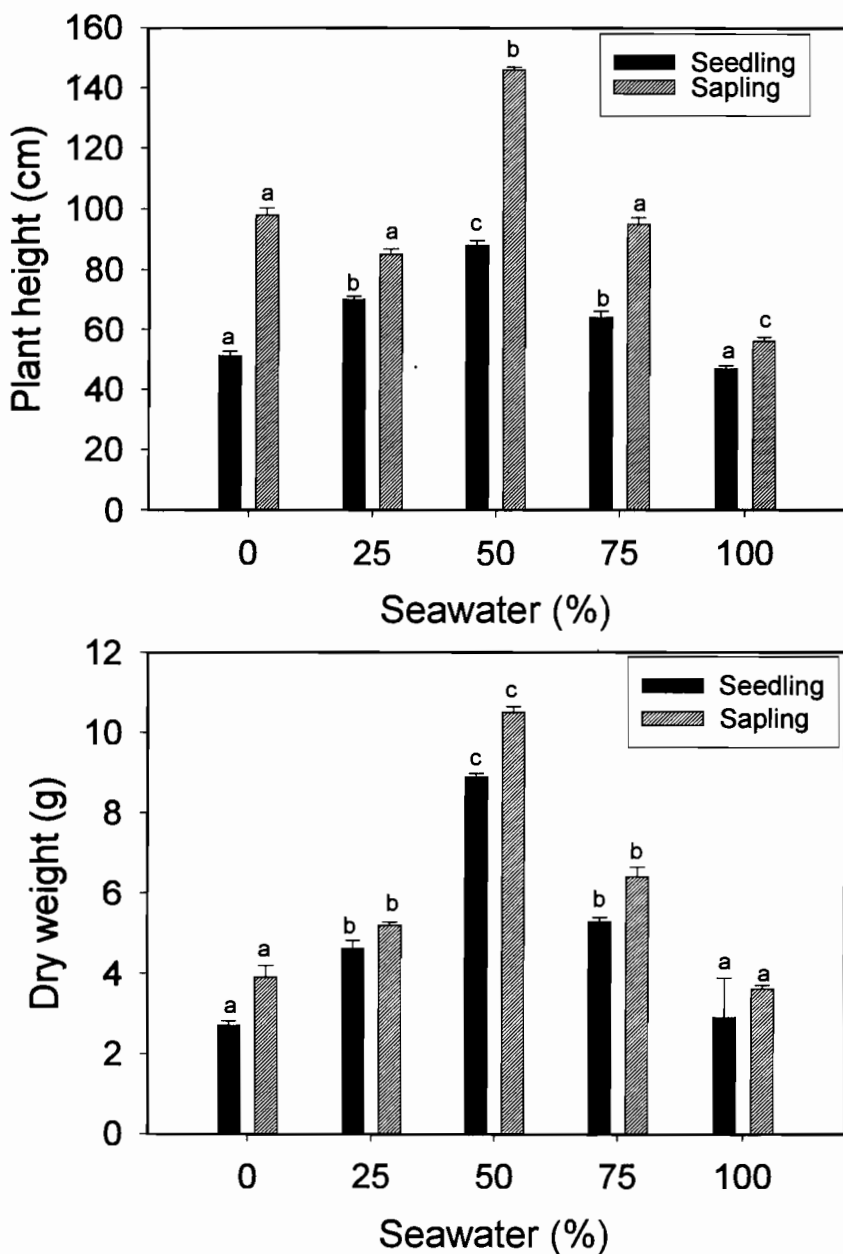 160
140
120
100
80
60
40
20
0
Plant height (cm)
Seedling
Sapling
a
a
b
a
c
b
b
a
a
c
0 25 50 75 100
Seawater (%)
12
10
8
6
4
2
0
Dry weight (g)
Seedling
Sapling
a
a
b
b
c
c
b
b
a
a
0 25 50 75 100
Seawater (%)